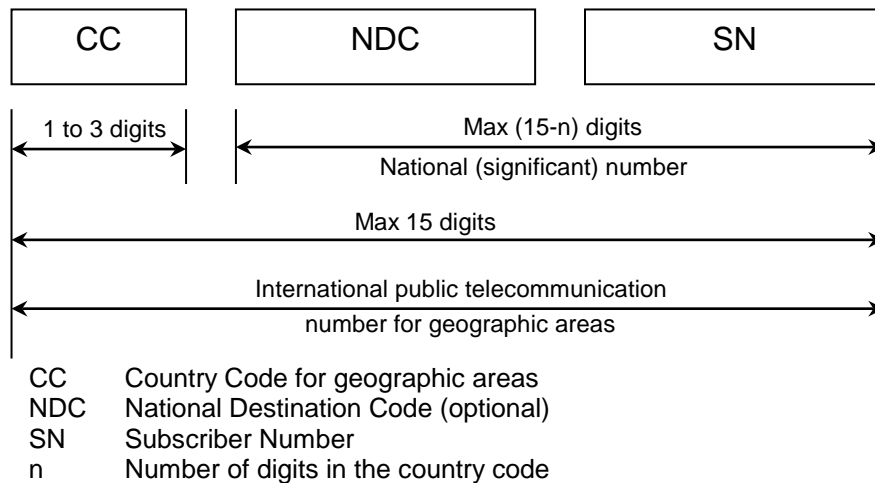 CC NDC SN
1 to 3 digits Max (15-n) digits
National (significant) number
Max 15 digits
International public telecommunication
number for geographic areas
CC Country Code for geographic areas
NDC National Destination Code (optional)
SN Subscriber Number
n Number of digits in the country code